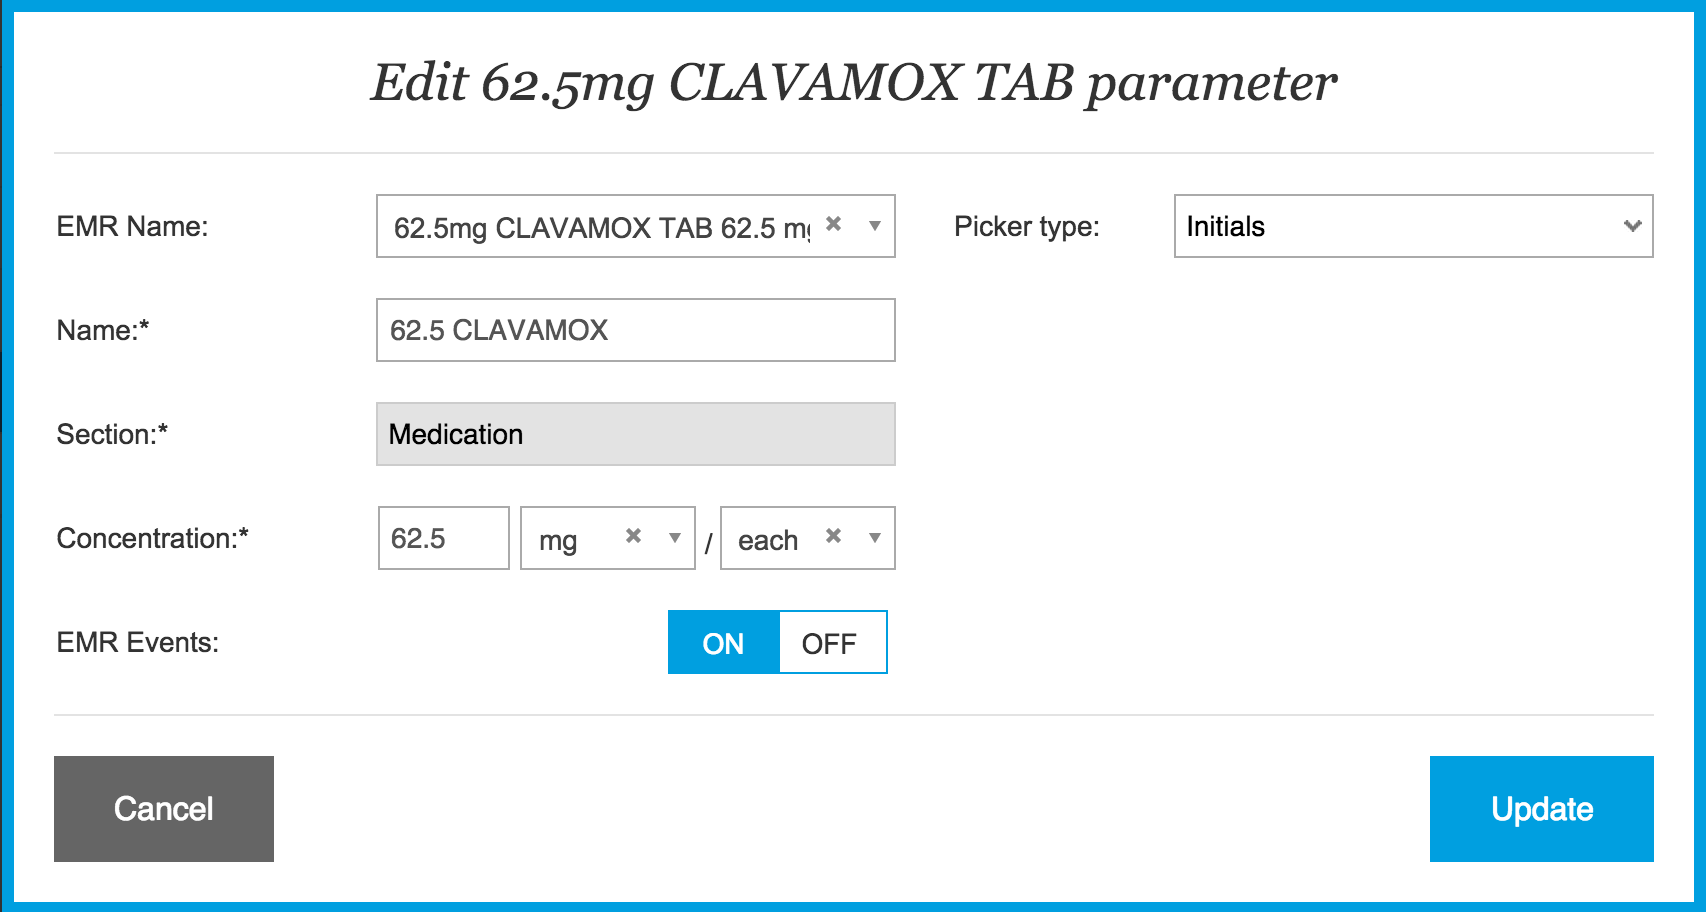 Edit 62.5mg CLAVAMOX TAB parameter
EMR Name: 62.5mg CLAVAMOX TAB 62.5 Picker type: Initials
Name:* 62.5 CLAVAMOX
Section:* Medication
Concentration:* 62.5 mg / each
EMR Events: ON OFF
Cancel Update